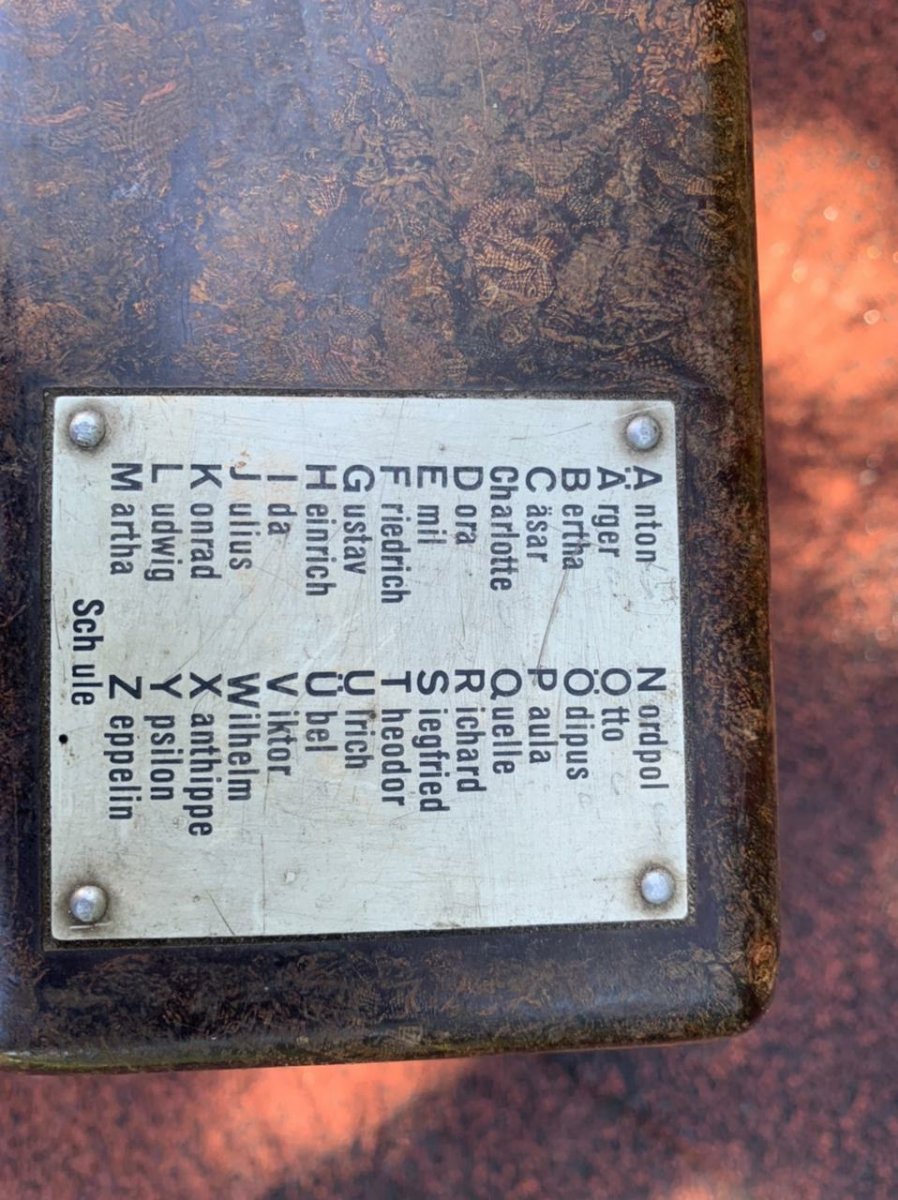 Anton
Ärger
Bertha
Cäsar
Charlotte
Dora
Emil
Friedrich
Gustav
Heinrich
Ida
Julius
Konrad
Ludwig
Martha
Nordpol
Otto
Ödipus
Paula
Quelle
Richard
Siegfried
Theodor
Ulrich
Übel
Viktor
Wilhelm
Xanthippe
Ypsilon
Zeppelin
Schule